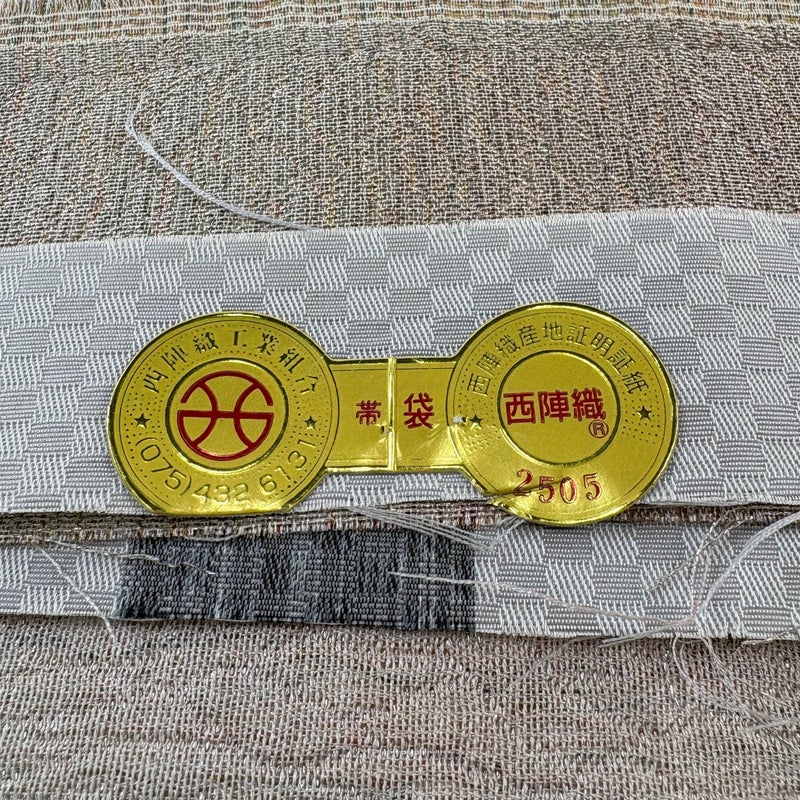 西陣織工業組合
(075)432 6131
帯 袋
西陣織産地証明証紙
西陣織®
2505